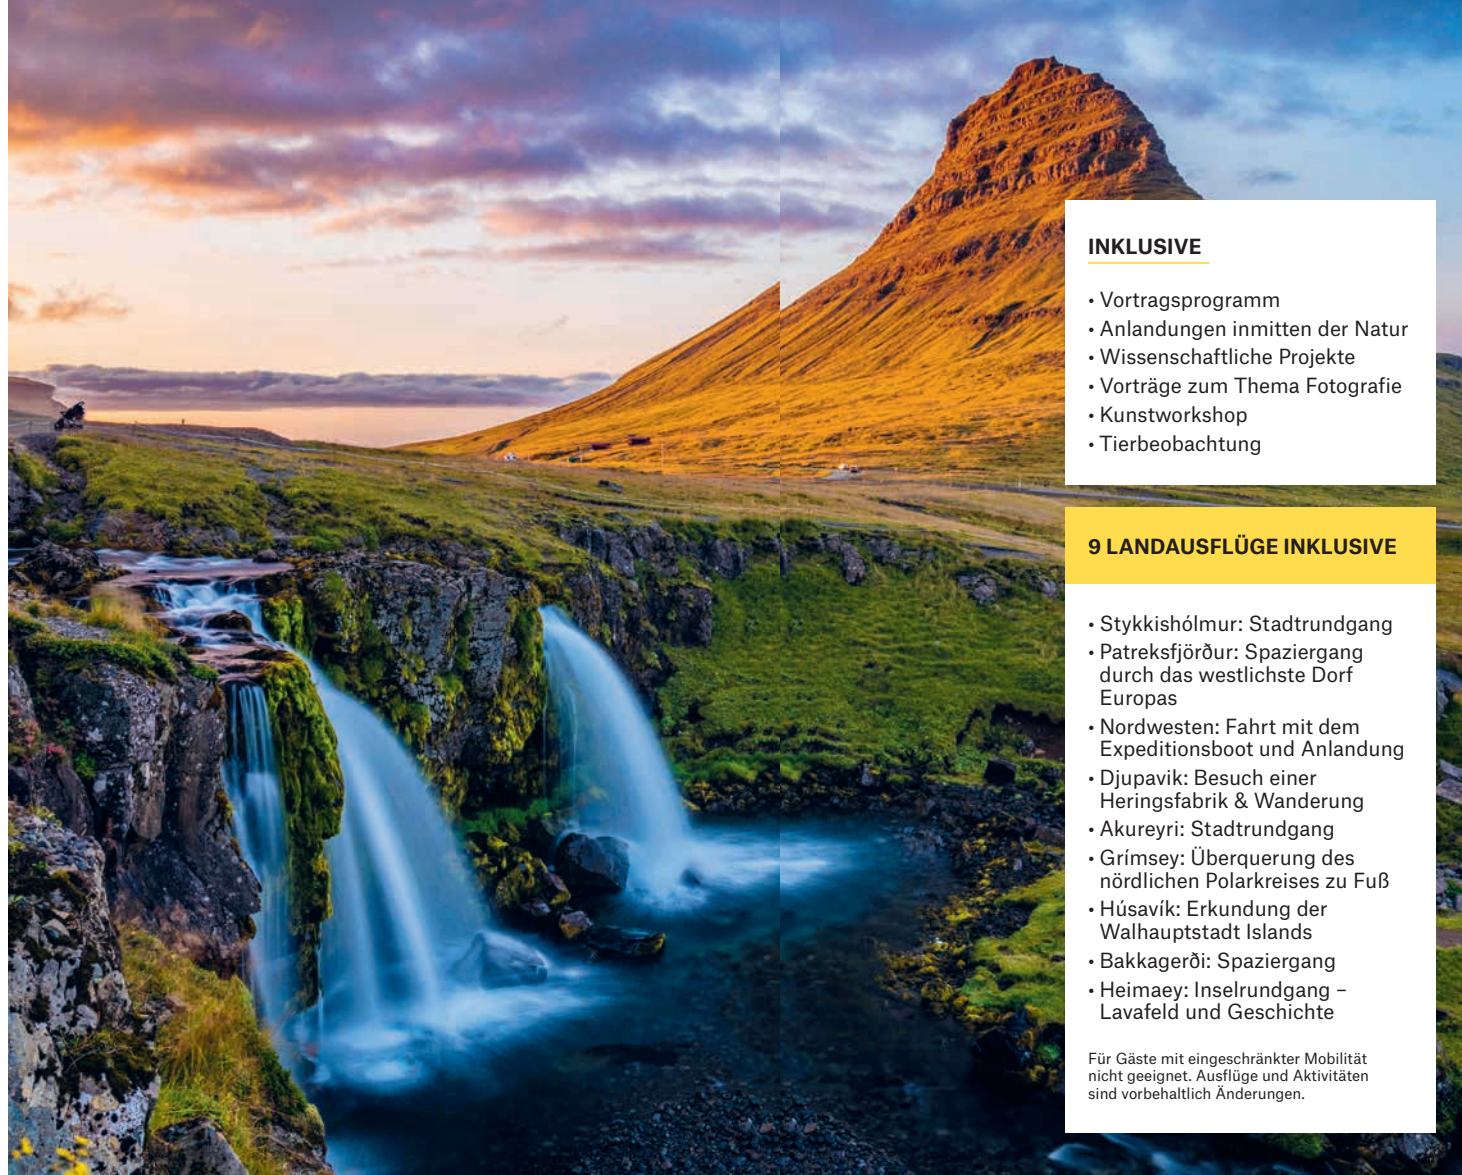 INKLUSIVE
• Vortragsprogramm
• Anlandungen inmitten der Natur
• Wissenschaftliche Projekte
• Vorträge zum Thema Fotografie
• Kunstworkshop
• Tierbeobachtung
9 LANDAUSFLÜGE INKLUSIVE
• Stykkishólmur: Stadtrundgang
• Patreksfjörður: Spaziergang
durch das westlichste Dorf
Europas
• Nordwesten: Fahrt mit dem
Expeditionsboot und Anlandung
• Djupavik: Besuch einer
Heringsfabrik & Wanderung
• Akureyri: Stadtrundgang
• Grímsey: Überquerung des
nördlichen Polarkreises zu Fuß
• Húsavík: Erkundung der
Walhauptstadt Islands
• Bakkagerði: Spaziergang
• Heimaey: Inselrundgang –
Lavafeld und Geschichte
Für Gäste mit eingeschränkter Mobilität
nicht geeignet. Ausflüge und Aktivitäten
sind vorbehaltlich Änderungen.